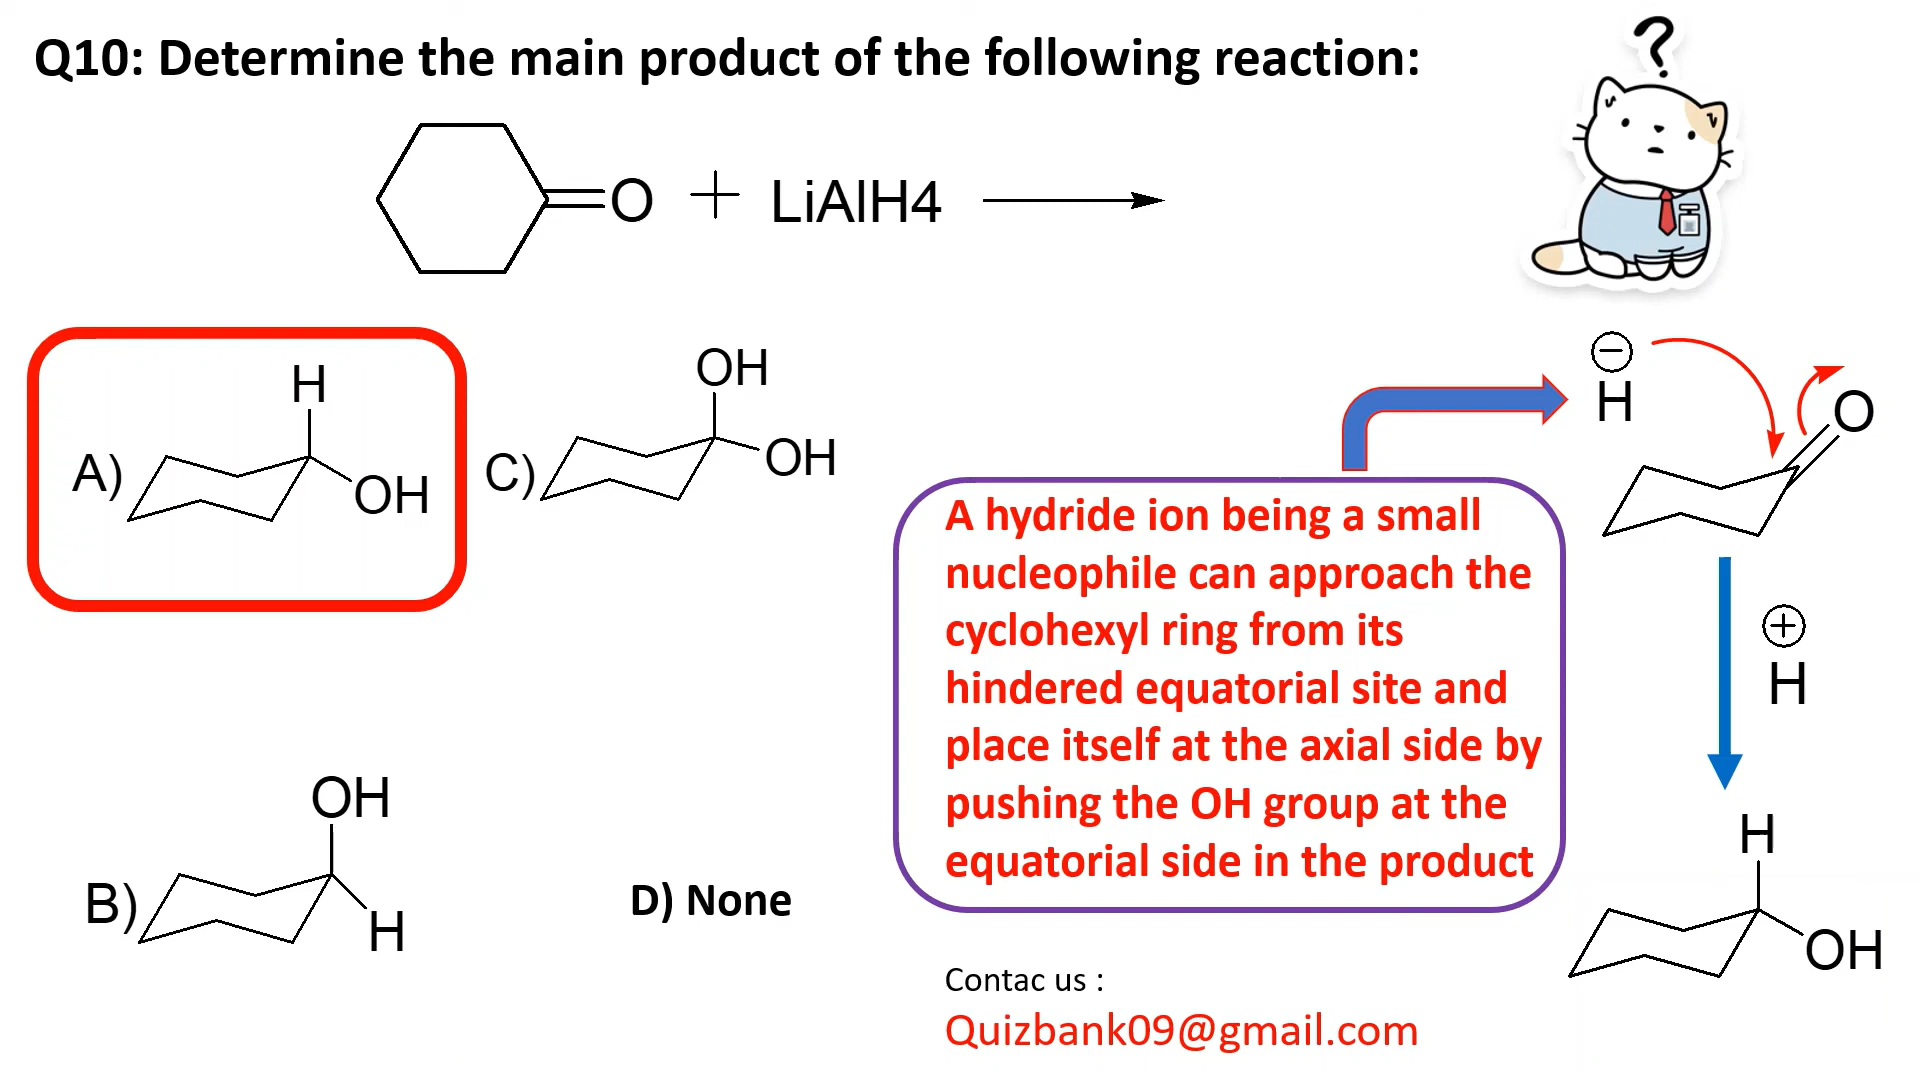 Q10: Determine the main product of the following reaction:
?
O + LiAlH4
H
A)
OH
OH
C)
OH
OH
B)
H
D) None
−
H
O
A hydride ion being a small
nucleophile can approach the
cyclohexyl ring from its
hindered equatorial site and
place itself at the axial side by
pushing the OH group at the
equatorial side in the product
+
H
H
OH
Contac us :
Quizbank09@gmail.com